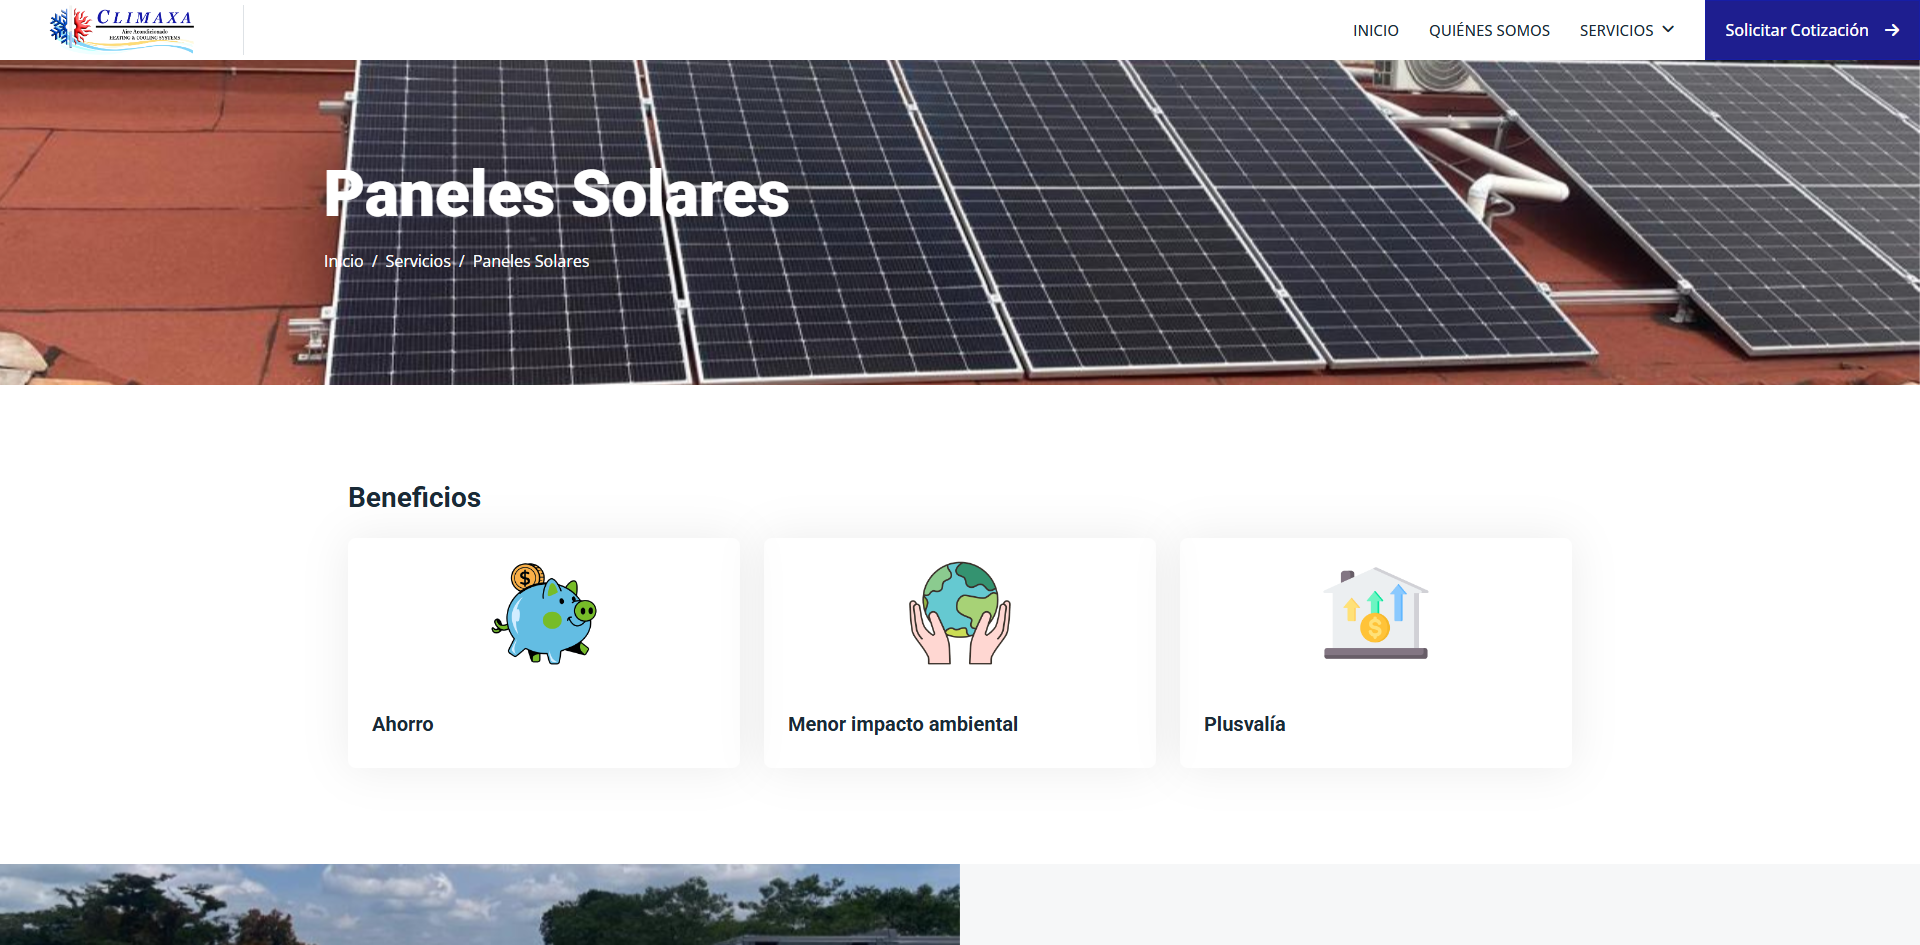 CLIMAXA
Aire Acondicionado
HEATING & COOLING SYSTEMS
INICIO
QUIÉNES SOMOS
SERVICIOS
Solicitar Cotización
Paneles Solares
Inicio / Servicios / Paneles Solares
Beneficios
$
$
Ahorro
Menor impacto ambiental
Plusvalía